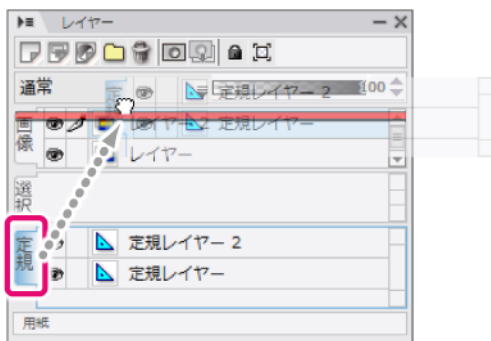 レイヤー
通常 定 定規レイヤー 2 100
画像 レイヤー 2 定規レイヤー
レイヤー
選択
定規 定規レイヤー 2
定規レイヤー
用紙